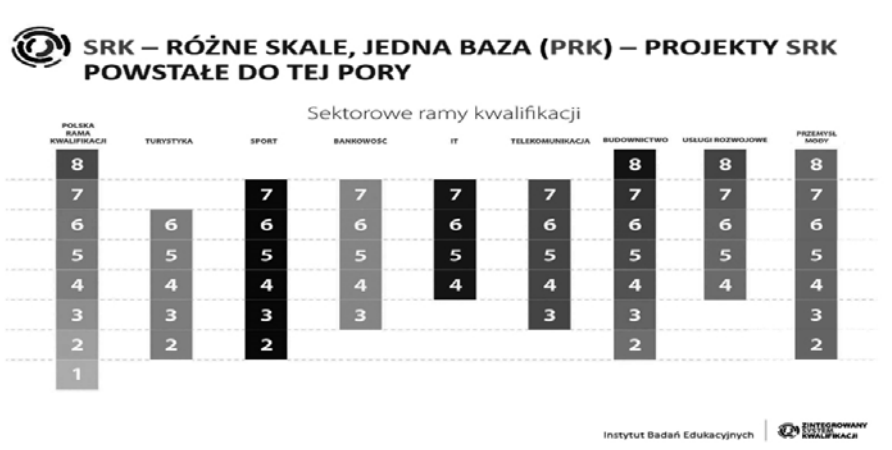 SRK – RÓŻNE SKALE, JEDNA BAZA (PRK) – PROJEKTY SRK
POWSTAŁE DO TEJ PORY
Sektorowe ramy kwalifikacji
POLSKA
RAMA
KWALIFIKACJI
TURYSTYKA
SPORT
BANKOWOŚĆ
IT
TELEKOMUNIKACJA
BUDOWNICTWO
USŁUGI ROZWOJOWE
PRZEMYSŁ
MODY
8 8 8 8
7 7 7 7 7 7 7 7
6 6 6 6 6 6 6 6 6
5 5 5 5 5 5 5 5 5
4 4 4 4 4 4 4 4 4
3 3 3 3 3 3 3
2 2 2 2 2
1
Instytut Badań Edukacyjnych
ZINTEGROWANY
SYSTEM
KWALIFIKACJI